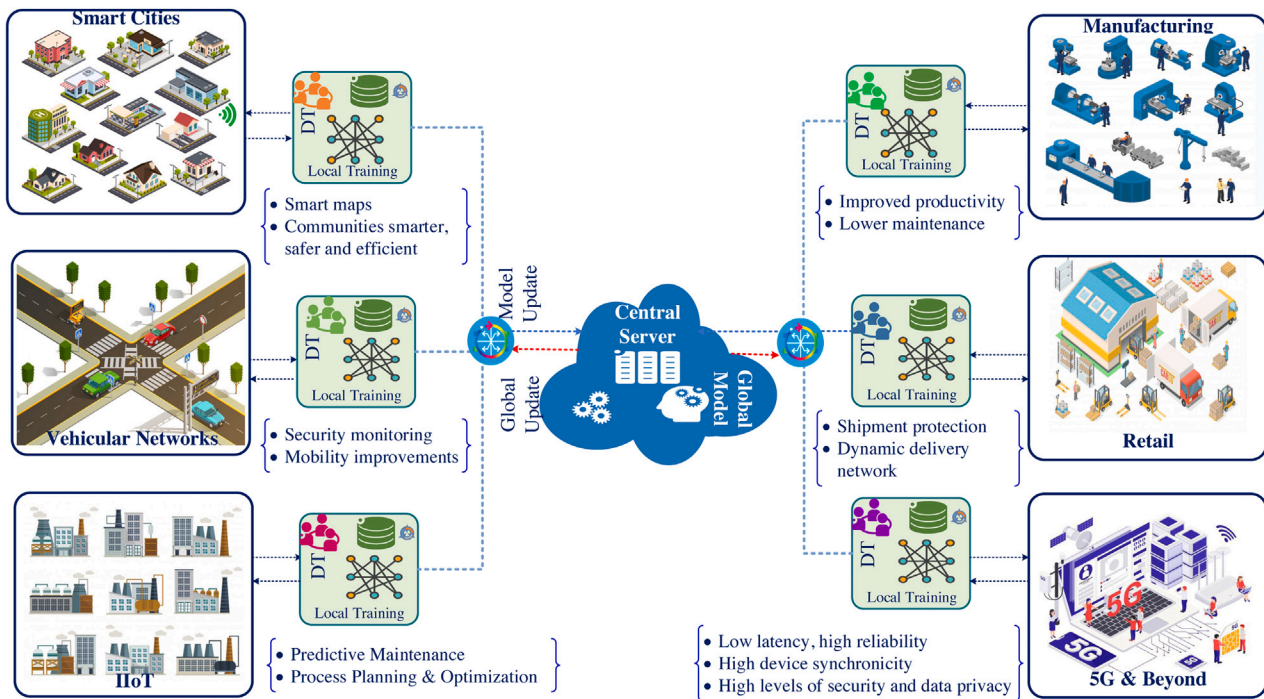 Smart Cities
DT
Local Training
• Smart maps
• Communities smarter,
safer and efficient
Vehicular Networks
DT
Local Training
• Security monitoring
• Mobility improvements
IIoT
DT
Local Training
• Predictive Maintenance
• Process Planning & Optimization
Model
Update
Global
Update
Central
Server
Global
Model
Manufacturing
DT
Local Training
• Improved productivity
• Lower maintenance
Retail
DT
Local Training
• Shipment protection
• Dynamic delivery
network
5G & Beyond
5G
5G
DT
Local Training
• Low latency, high reliability
• High device synchronicity
• High levels of security and data privacy